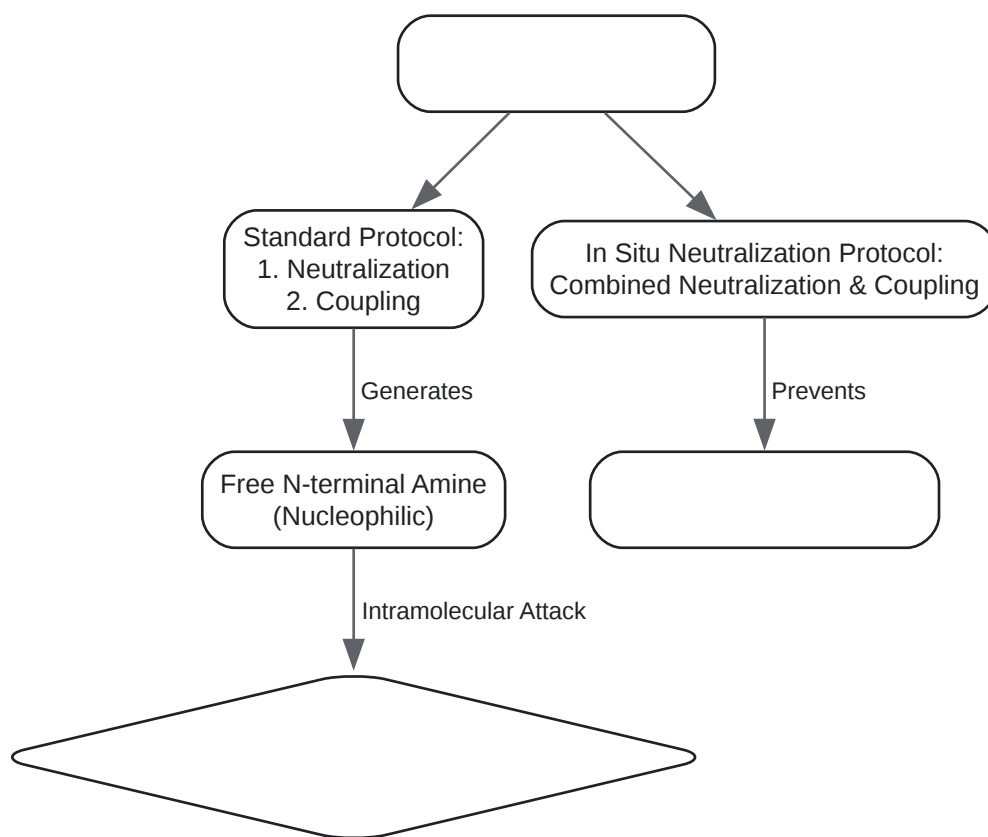 Standard Protocol:
1. Neutralization
2. Coupling
In Situ Neutralization Protocol:
Combined Neutralization & Coupling
Generates
Prevents
Free N-terminal Amine
(Nucleophilic)
Intramolecular Attack